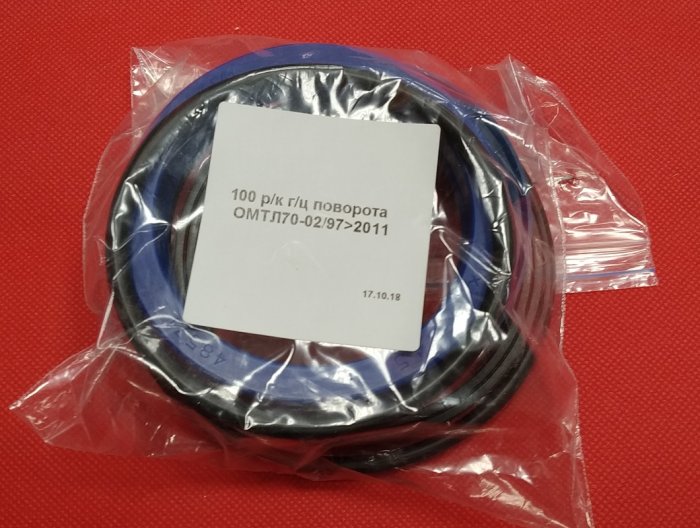 100 р/к г/ц поворота
ОМТЛ70-02/97>2011
17.10.18